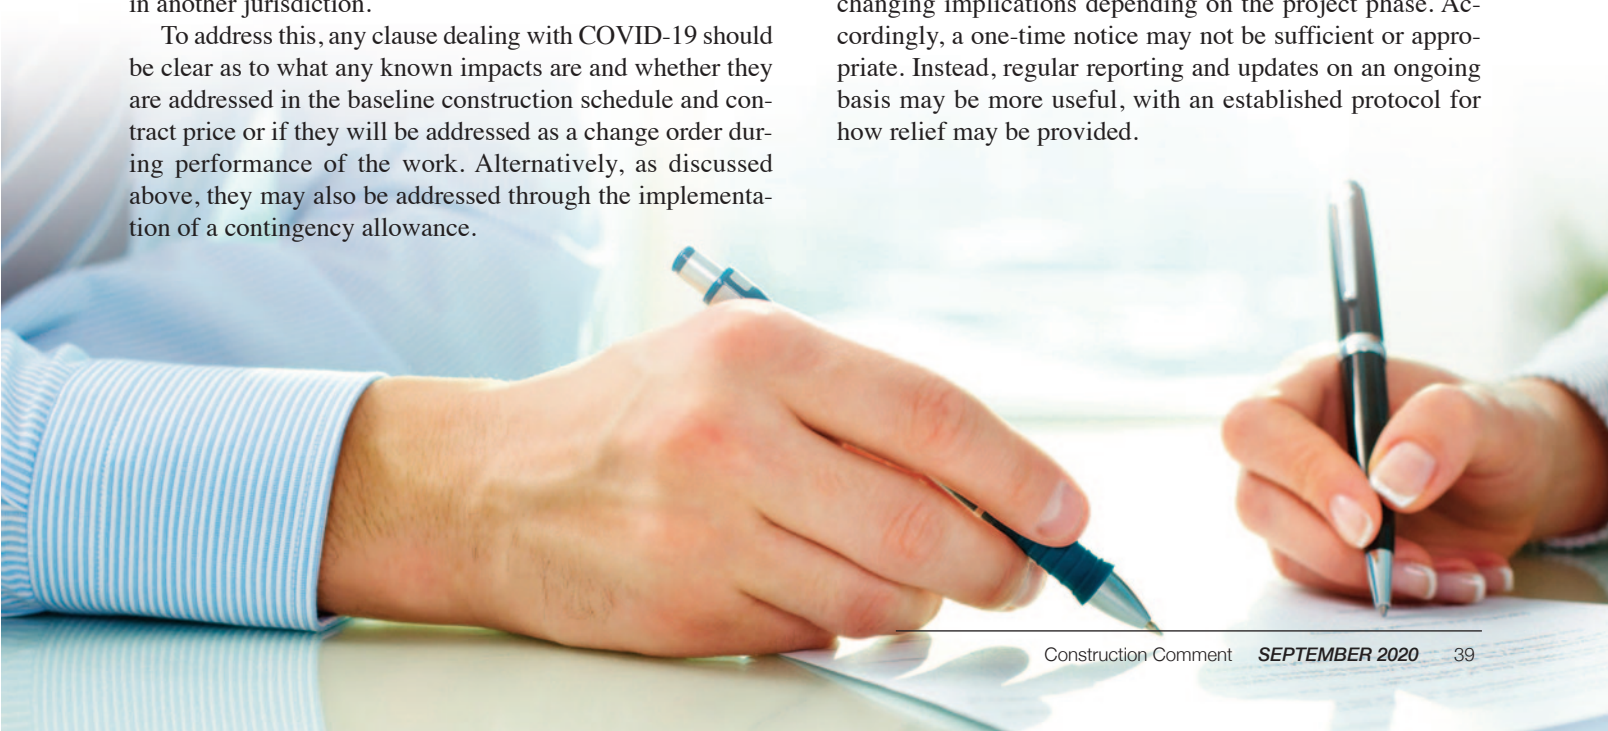 in another jurisdiction.
To address this, any clause dealing with COVID-19 should
be clear as to what any known impacts are and whether they
are addressed in the baseline construction schedule and con-
tract price or if they will be addressed as a change order dur-
ing performance of the work. Alternatively, as discussed
above, they may also be addressed through the implementa-
tion of a contingency allowance.
changing implications depending on the project phase. Ac-
cordingly, a one-time notice may not be sufficient or appro-
priate. Instead, regular reporting and updates on an ongoing
basis may be more useful, with an established protocol for
how relief may be provided.
Construction Comment SEPTEMBER 2020 39